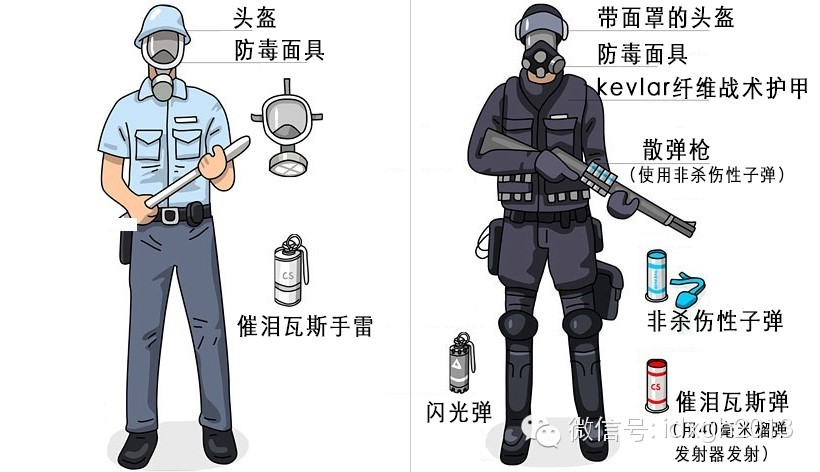 头盔
防毒面具
CS
催泪瓦斯手雷
带面罩的头盔
防毒面具
kevlar纤维战术护甲
散弹枪
(使用非杀伤性子弹)
非杀伤性子弹
闪光弹
CS
催泪瓦斯弹
(用40毫米榴弹
发射器发射)
微信号: